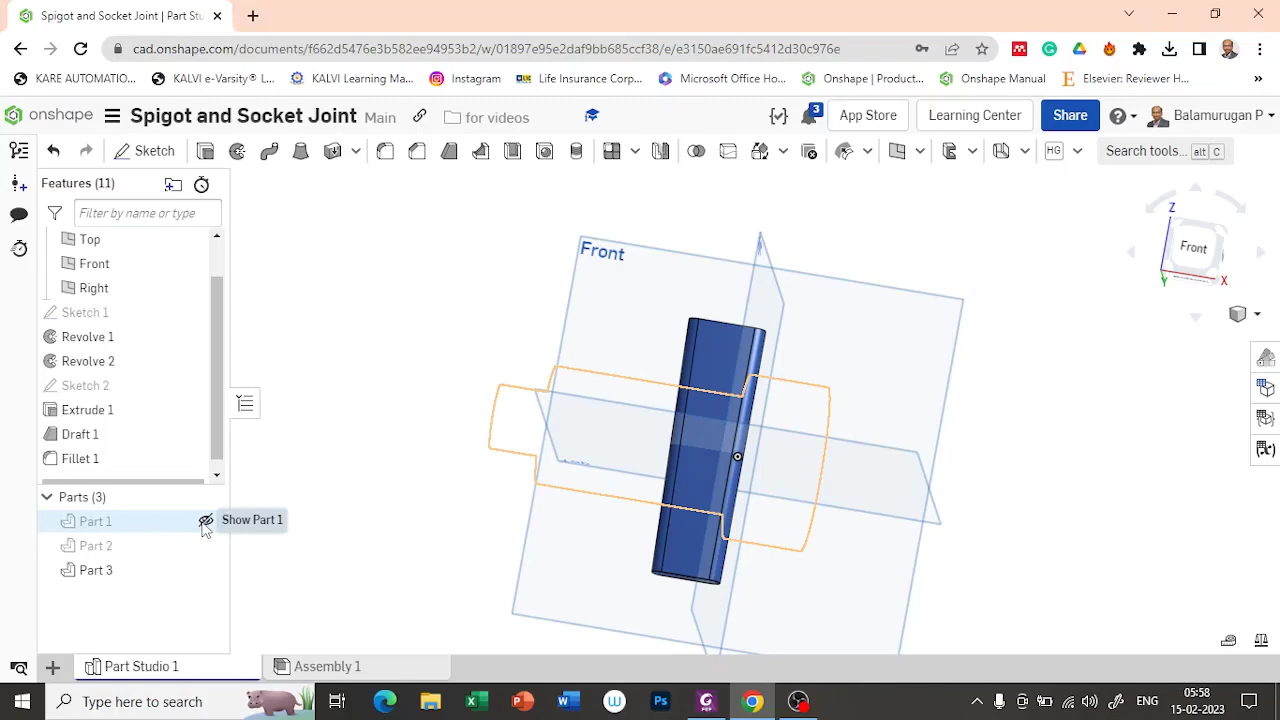 Spigot and Socket Joint | Part Stu
cad.onshape.com/documents/f662d5476e3b582ee94953b2/w/01897e95e2daf9bb685ccf38/e/e3150ae691fc5412d30c976e
KARE AUTOMATIO...
KALVI e-Varsity ® L...
KALVI Learning Ma...
Instagram
Life Insurance Corp...
Microsoft Office Ho...
Onshape | Product...
Onshape Manual
Elsevier: Reviewer H...
»
onshape
Spigot and Socket Joint
Main
for videos
3
App Store
Learning Center
Share
Balamurugan P
Sketch
HG
Search tools... alt C
Features (11)
Filter by name or type
Top
Front
Right
Sketch 1
Revolve 1
Revolve 2
Sketch 2
Extrude 1
Draft 1
Fillet 1
Parts (3)
Part 1
Show Part 1
Part 2
Part 3
Front
Z
Front
X
Y
Part Studio 1
Assembly 1
Type here to search
ENG
05:58
15-02-2023